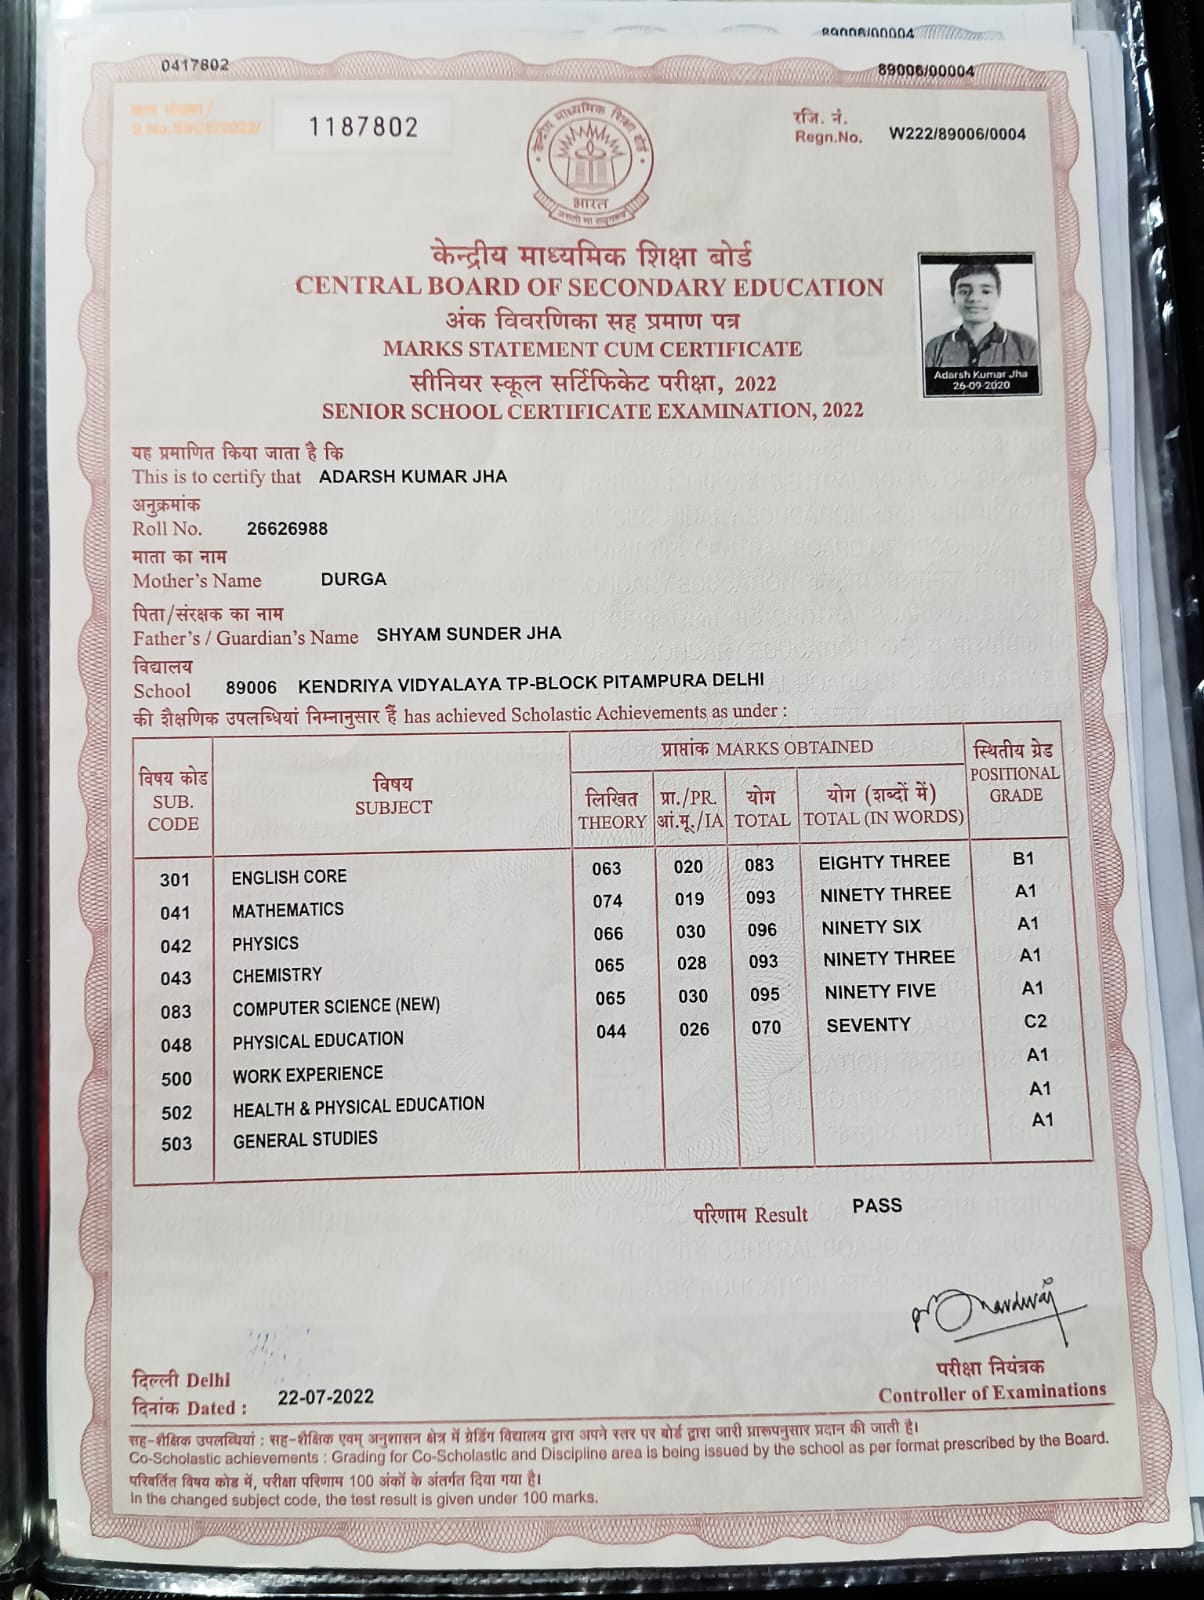 89006/00004
0417802
89006/00004
क्रम संख्या /
S.No.SSCE/2022/
1187802
रजि. नं.
Regn.No. W222/89006/0004
केन्द्रीय माध्यमिक शिक्षा बोर्ड
भारत
असतो मा सद्गमय
केन्द्रीय माध्यमिक शिक्षा बोर्ड
CENTRAL BOARD OF SECONDARY EDUCATION
अंक विवरणिका सह प्रमाण पत्र
MARKS STATEMENT CUM CERTIFICATE
सीनियर स्कूल सर्टिफिकेट परीक्षा, 2022
SENIOR SCHOOL CERTIFICATE EXAMINATION, 2022
Adarsh Kumar Jha
26-09-2020
यह प्रमाणित किया जाता है कि
This is to certify that ADARSH KUMAR JHA
अनुक्रमांक
Roll No. 26626988
माता का नाम
Mother's Name DURGA
पिता/संरक्षक का नाम
Father's / Guardian's Name SHYAM SUNDER JHA
विद्यालय
School 89006 KENDRIYA VIDYALAYA TP-BLOCK PITAMPURA DELHI
की शैक्षणिक उपलब्धियां निम्नानुसार हैं has achieved Scholastic Achievements as under :
विषय कोड
SUB.
CODE
विषय
SUBJECT
प्राप्तांक MARKS OBTAINED
लिखित
THEORY
प्रा./PR.
आं.मू./IA
योग
TOTAL
योग (शब्दों में)
TOTAL (IN WORDS)
स्थितीय ग्रेड
POSITIONAL
GRADE
301 ENGLISH CORE 063 020 083 EIGHTY THREE B1
041 MATHEMATICS 074 019 093 NINETY THREE A1
042 PHYSICS 066 030 096 NINETY SIX A1
043 CHEMISTRY 065 028 093 NINETY THREE A1
083 COMPUTER SCIENCE (NEW) 065 030 095 NINETY FIVE A1
048 PHYSICAL EDUCATION 044 026 070 SEVENTY C2
500 WORK EXPERIENCE A1
502 HEALTH & PHYSICAL EDUCATION A1
503 GENERAL STUDIES A1
परिणाम Result PASS
दिल्ली Delhi
दिनांक Dated : 22-07-2022
परीक्षा नियंत्रक
Controller of Examinations
सह-शैक्षिक उपलब्धियां : सह-शैक्षिक एवम् अनुशासन क्षेत्र में ग्रेडिंग विद्यालय द्वारा अपने स्तर पर बोर्ड द्वारा जारी प्रारूपनुसार प्रदान की जाती है।
Co-Scholastic achievements : Grading for Co-Scholastic and Discipline area is being issued by the school as per format prescribed by the Board.
परिवर्तित विषय कोड में, परीक्षा परिणाम 100 अंकों के अंतर्गत दिया गया है।
In the changed subject code, the test result is given under 100 marks.